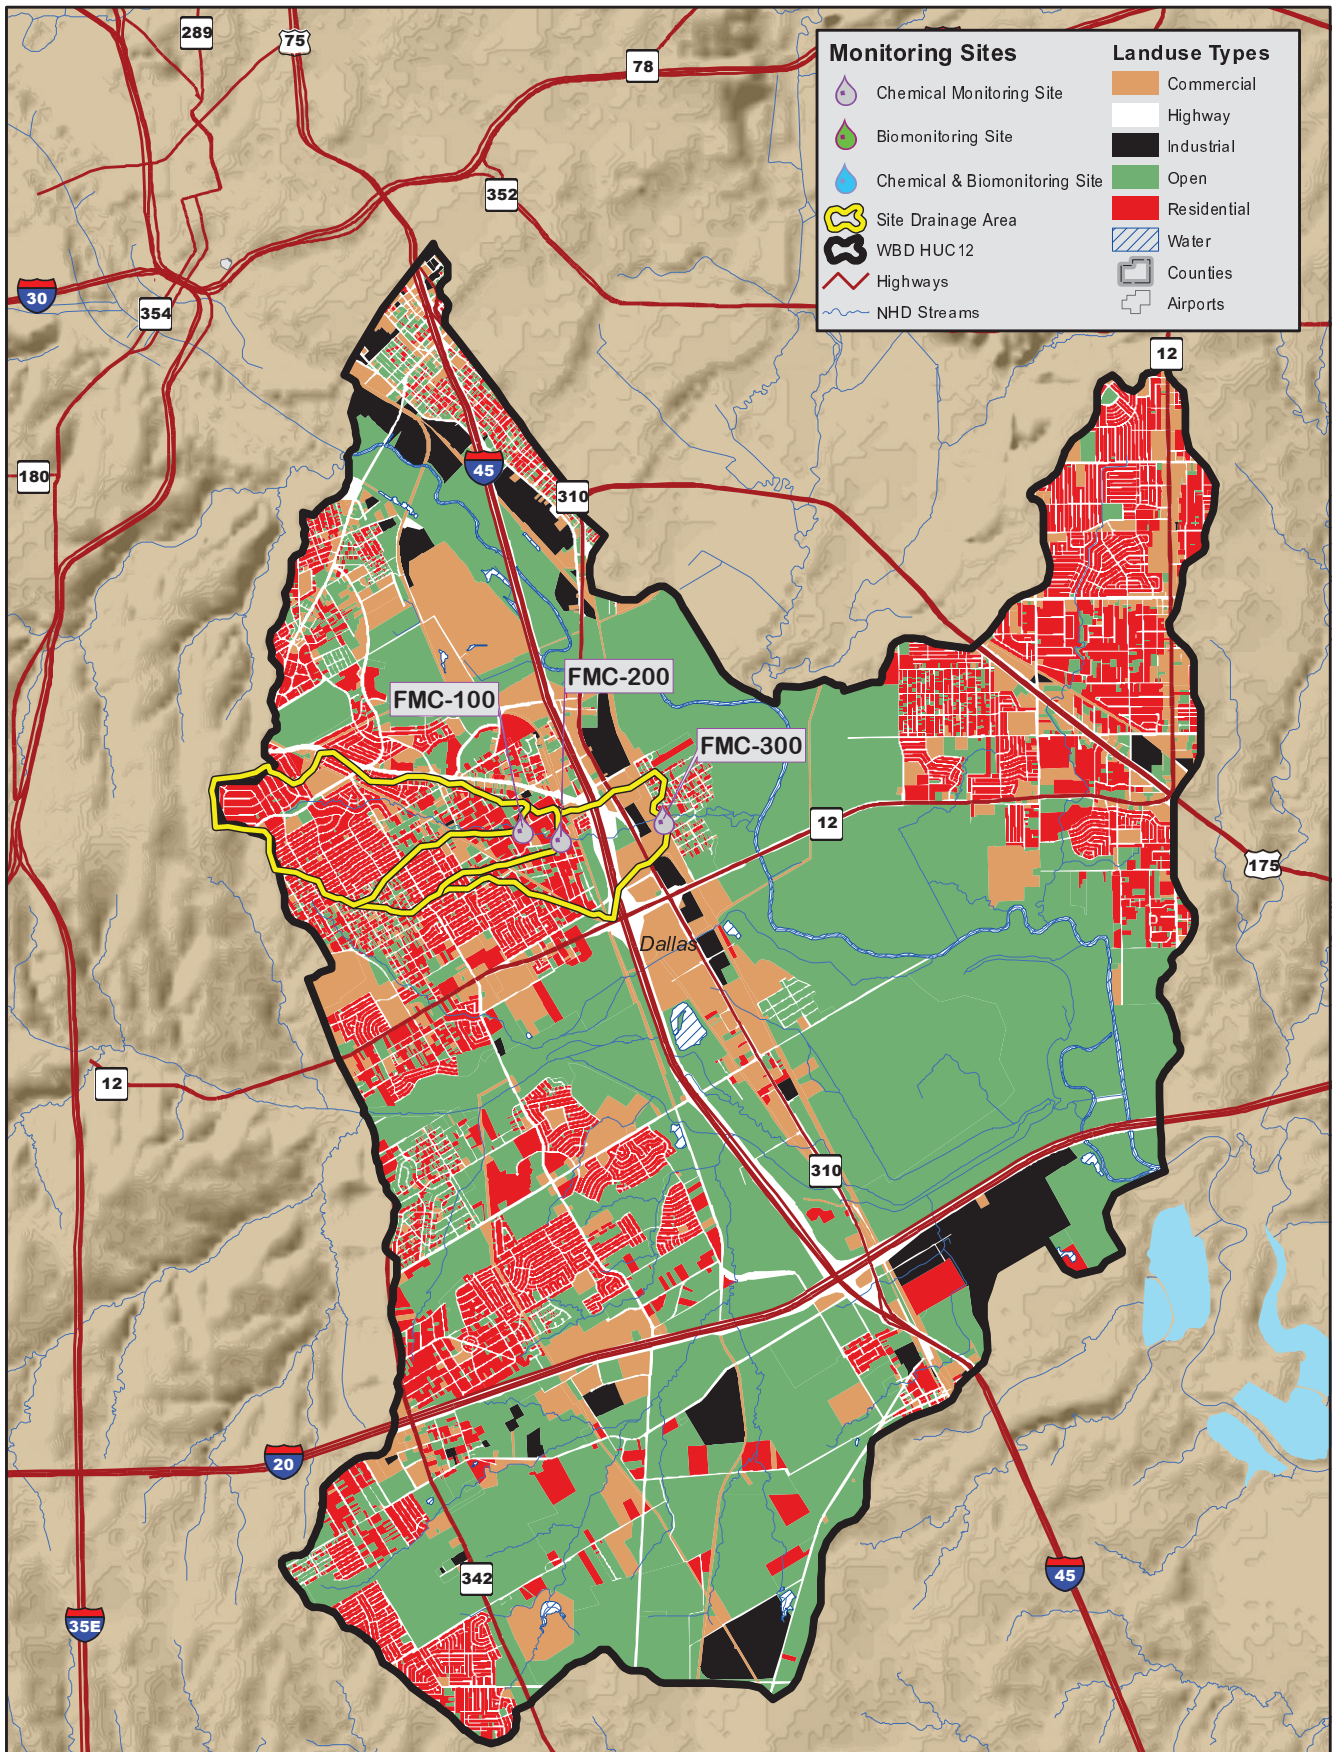 289
75
78
Monitoring Sites
Chemical Monitoring Site
Biomonitoring Site
Chemical & Biomonitoring Site
Site Drainage Area
WBD HUC12
Highways
NHD Streams
Landuse Types
Commercial
Highway
Industrial
Open
Residential
Water
Counties
Airports
352
30
354
12
180
45
310
FMC-200
FMC-100
FMC-300
12
175
Dallas
12
310
20
342
45
35E